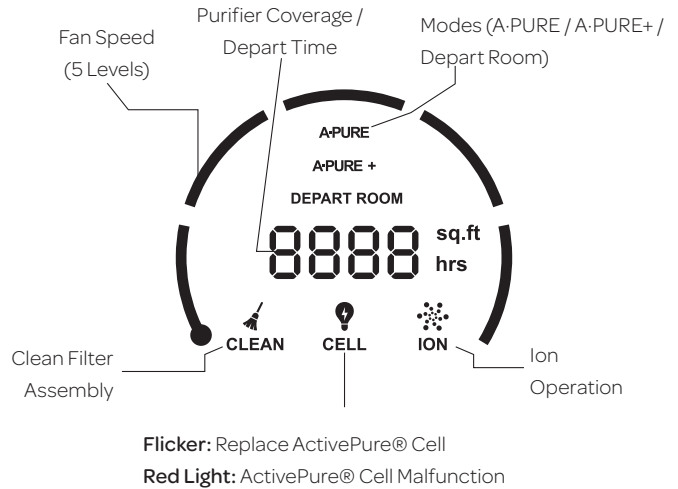 Purifier Coverage /
Depart Time
Modes (A·PURE / A·PURE+ /
Depart Room)
Fan Speed
(5 Levels)
A·PURE
A·PURE +
DEPART ROOM
8888
sq.ft
hrs
CLEAN
CELL
ION
Clean Filter
Assembly
Ion
Operation
Flicker: Replace ActivePure® Cell
Red Light: ActivePure® Cell Malfunction